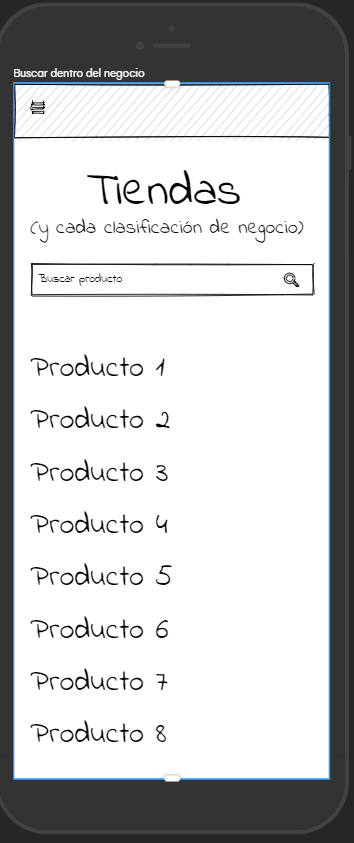 Buscar dentro del negocio
Tiendas
(y cada clasificación de negocio)
Buscar producto
Producto 1
Producto 2
Producto 3
Producto 4
Producto 5
Producto 6
Producto 7
Producto 8